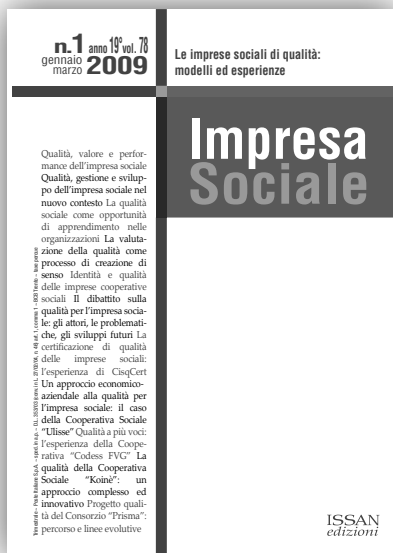 n.1 anno 19° vol. 78
gennaio
marzo 2009
Le imprese sociali di qualità:
modelli ed esperienze
Impresa
Sociale
Qualità, valore e perfor-
mance dell'impresa sociale
Qualità, gestione e svilup-
po dell'impresa sociale nel
nuovo contesto La qualità
sociale come opportunità
di apprendimento nelle
organizzazioni La valuta-
zione della qualità come
processo di creazione di
senso Identità e qualità
delle imprese cooperative
sociali Il dibattito sulla
qualità per l'impresa socia-
le: gli attori, le problemati-
che, gli sviluppi futuri La
certificazione di qualità
delle imprese sociali:
l'esperienza di CisqCert
Un approccio economico-
aziendale alla qualità per
l'impresa sociale: il caso
della Cooperativa Sociale
"Ulisse" Qualità a più voci:
l'esperienza della Coope-
rativa "Codess FVG" La
qualità della Cooperativa
Sociale "Koinè": un
approccio complesso ed
innovativo Progetto quali-
tà del Consorzio "Prisma":
percorso e linee evolutive
ISSAN
edizioni